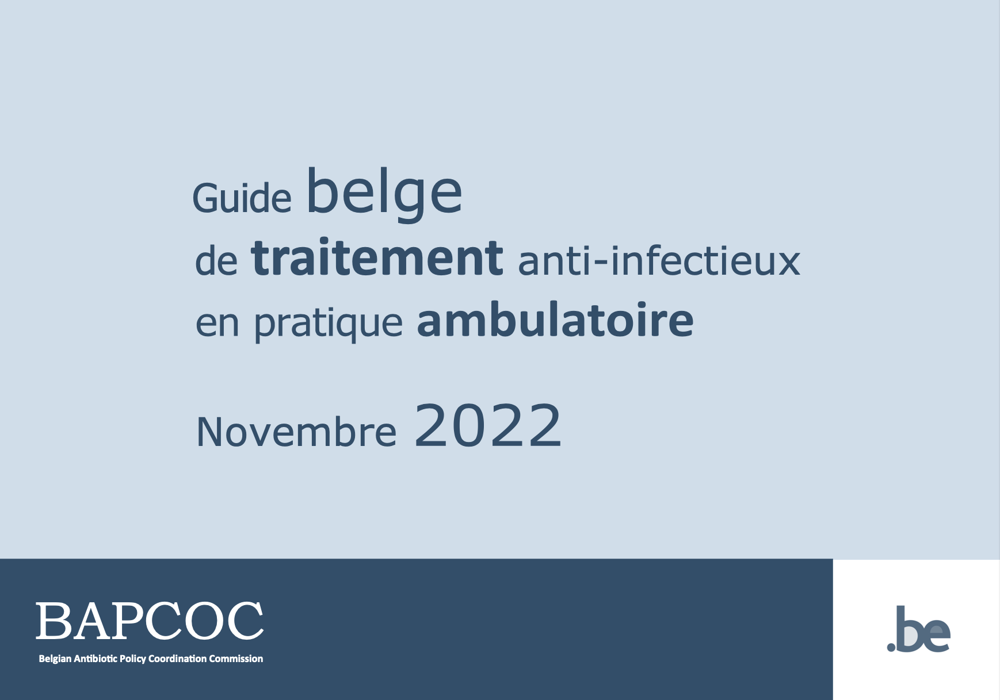 Guide belge
de traitement anti-infectieux
en pratique ambulatoire
Novembre 2022
BAPCOC
Belgian Antibiotic Policy Coordination Commission
.be